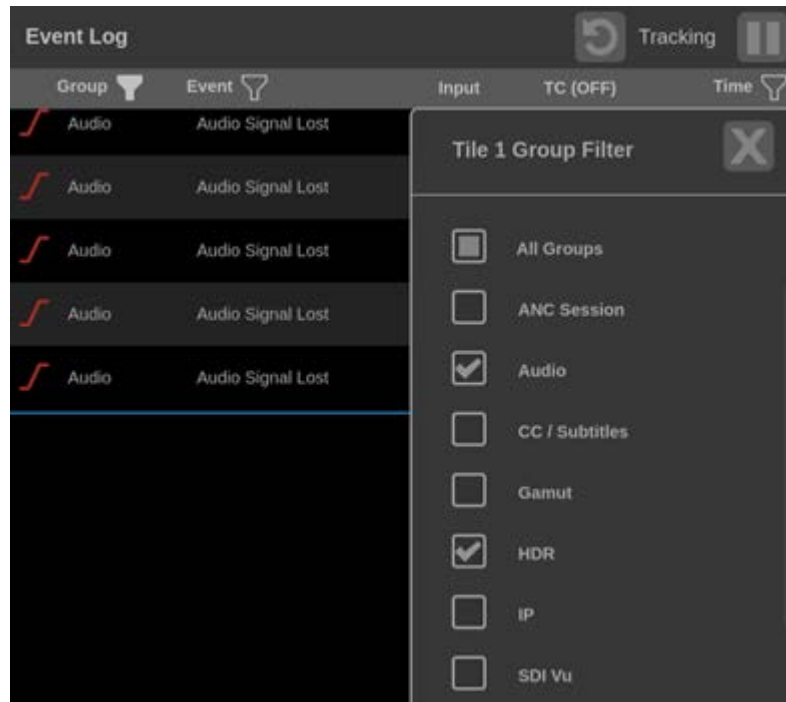 Event Log
Tracking
Group Event Input TC (OFF) Time
Audio Audio Signal Lost
Audio Audio Signal Lost
Audio Audio Signal Lost
Audio Audio Signal Lost
Audio Audio Signal Lost
Tile 1 Group Filter
All Groups
ANC Session
Audio
CC / Subtitles
Gamut
HDR
IP
SDI Vu